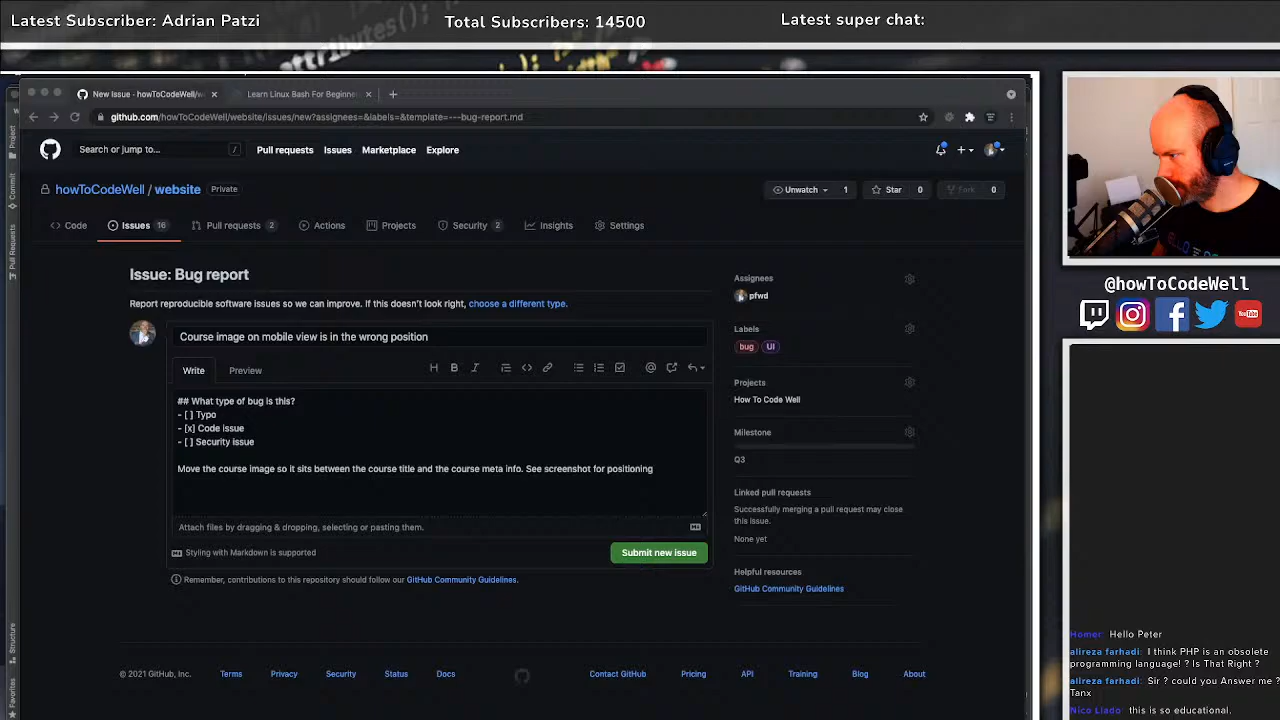 Latest Subscriber: Adrian Patzi
Total Subscribers: 14500
Latest super chat:
attributes();
New Issue - howToCodeWell/w
Learn Linux Bash For Beginner
github.com/howToCodeWell/website/issues/new?assignees=&labels=&template=---bug-report.md
Search or jump to...
/
Pull requests
Issues
Marketplace
Explore
howToCodeWell / website
Private
Unwatch
1
Star
0
Fork
0
Code
Issues
16
Pull requests
2
Actions
Projects
Security
2
Insights
Settings
Issue: Bug report
Report reproducible software issues so we can improve. If this doesn't look right, choose a different type.
Course image on mobile view is in the wrong position
Write
Preview
## What type of bug is this?
- [ ] Typo
- [x] Code issue
- [ ] Security issue
Move the course image so it sits between the course title and the course meta info. See screenshot for positioning
Attach files by dragging & dropping, selecting or pasting them.
Styling with Markdown is supported
Submit new issue
Remember, contributions to this repository should follow our GitHub Community Guidelines.
Assignees
pfwd
Labels
bug
UI
Projects
How To Code Well
Milestone
Q3
Linked pull requests
Successfully merging a pull request may close
this issue.
None yet
Helpful resources
GitHub Community Guidelines
© 2021 GitHub, Inc.
Terms
Privacy
Security
Status
Docs
Contact GitHub
Pricing
API
Training
Blog
About
Project
Commit
Pull Requests
Structure
Favorites
@howToCodeWell
Homer: Hello Peter
alireza farhadi: I think PHP is an obsolete
programming language! ? Is That Right ?
alireza farhadi: Sir ? could you Answer me ?
Tanx
Nico Llado: this is so educational.